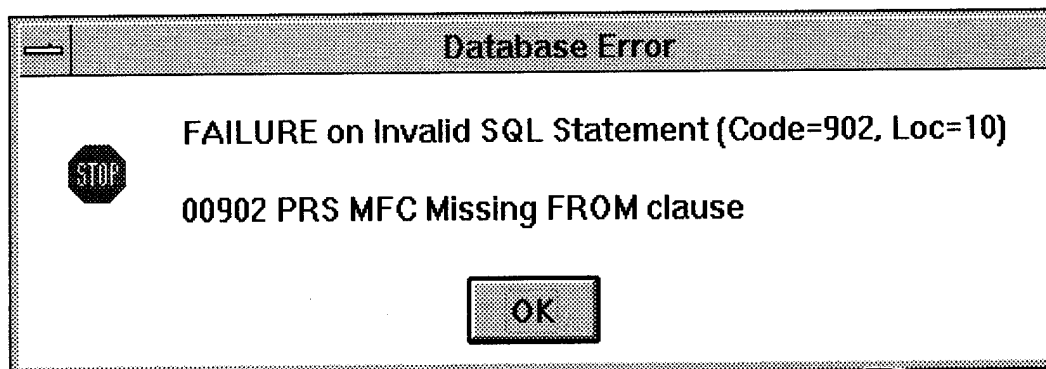 Database Error
FAILURE on Invalid SQL Statement (Code=902, Loc=10)
STOP
00902 PRS MFC Missing FROM clause
OK